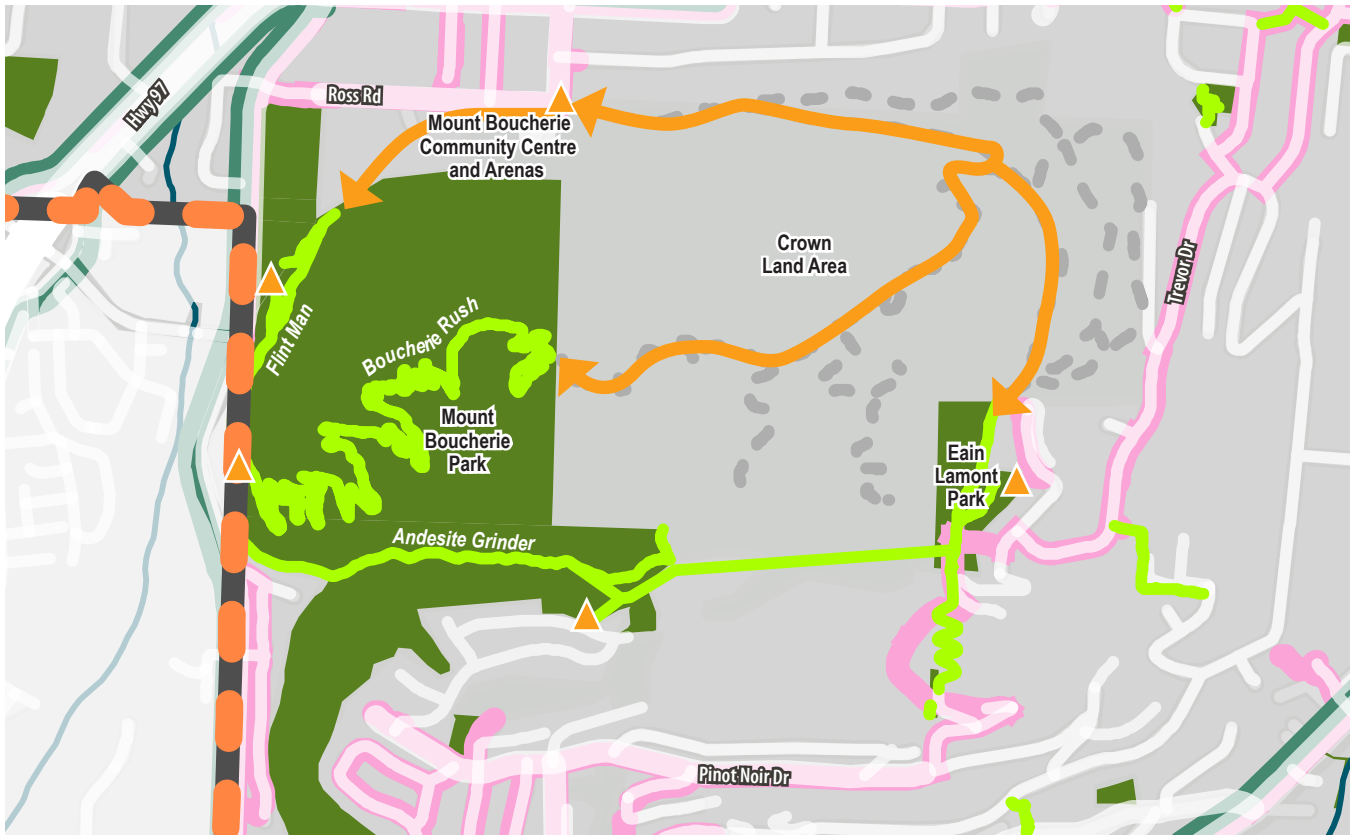 Hwy97
Ross Rd
Mount Boucherie
Community Centre
and Arenas
Crown
Land Area
Trevor Dr
Flint Man
Boucherie Rush
Mount
Boucherie
Park
Eain
Lamont
Park
Andesite Grinder
Pinot Noir Dr